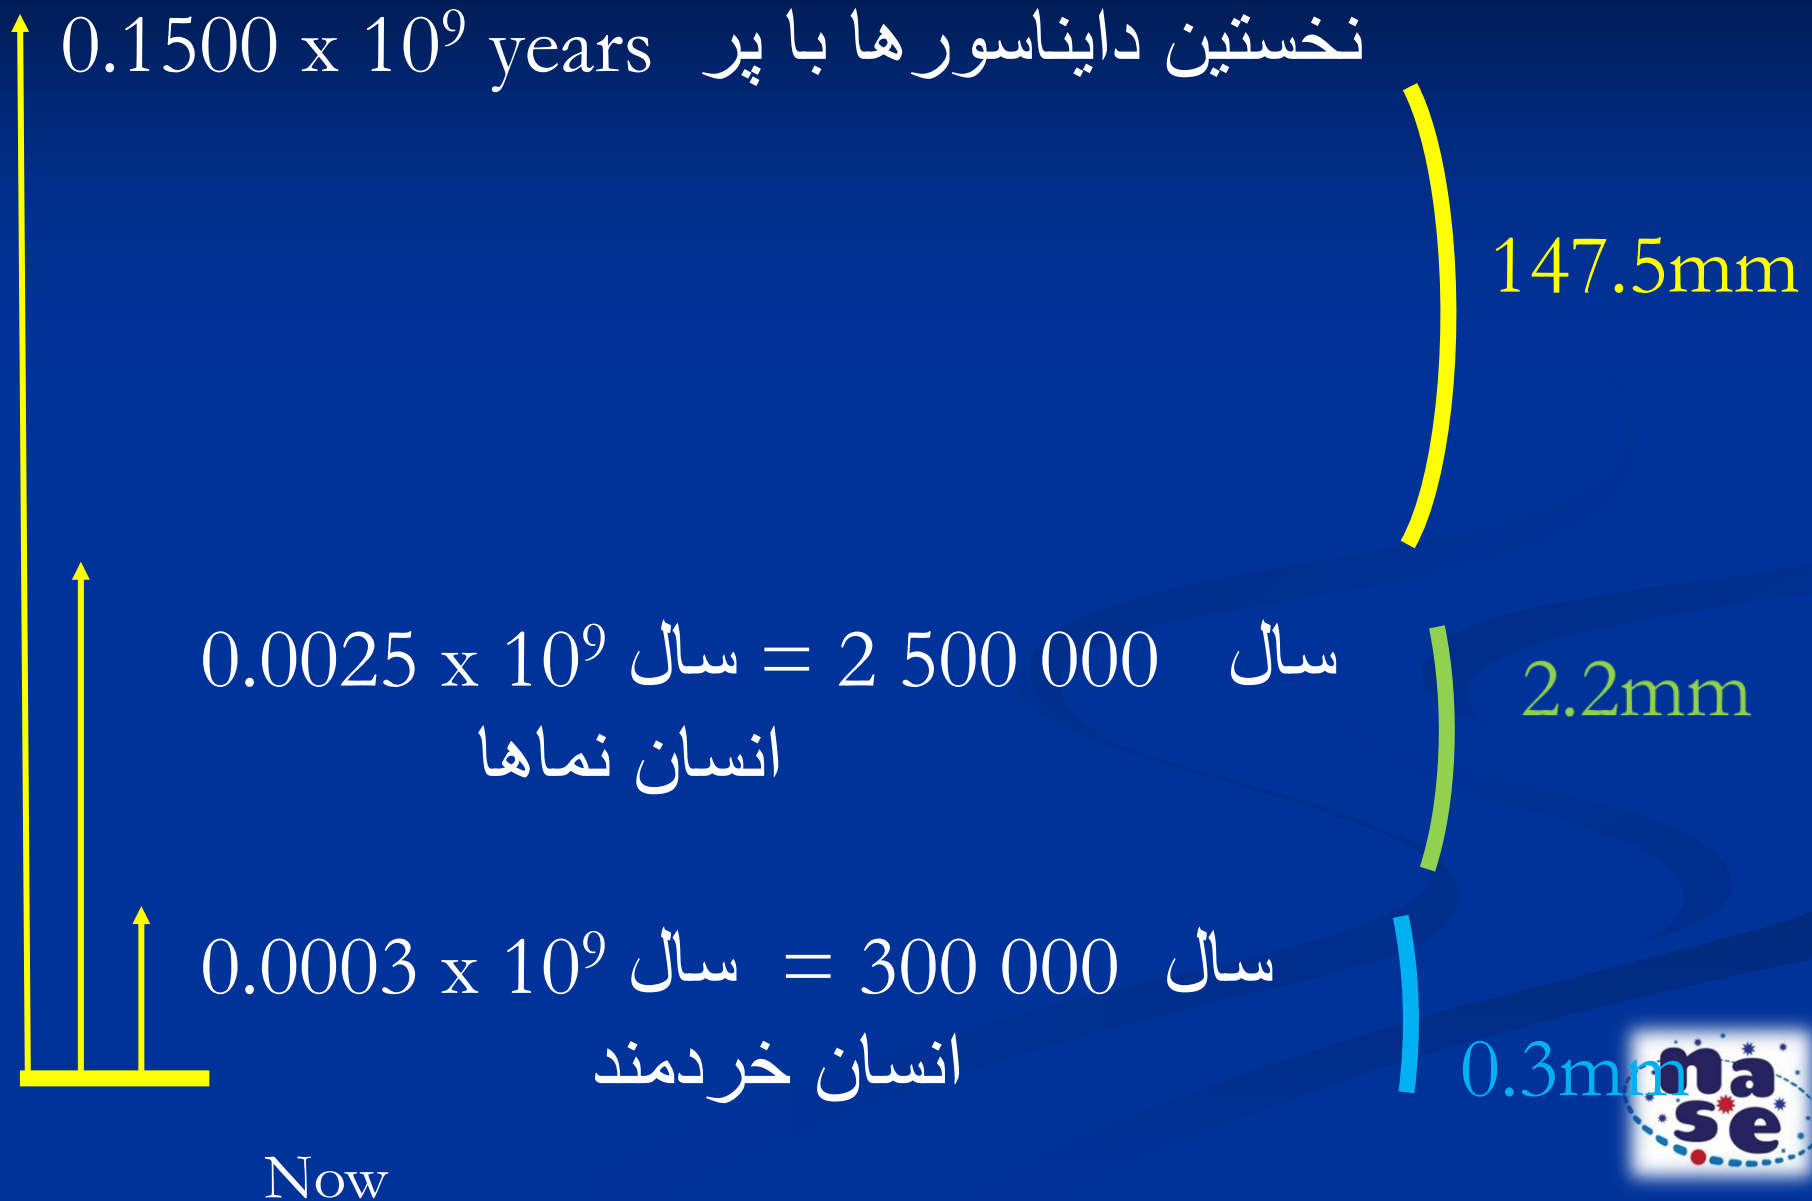 0.1500 x 10⁹ years نخستین دایناسورها با پر
147.5mm
0.0025 x 10⁹ سال = 2 500 000 سال
انسان نماها
2.2mm
0.0003 x 10⁹ سال = 300 000 سال
انسان خردمند
0.3mm
Now
nase